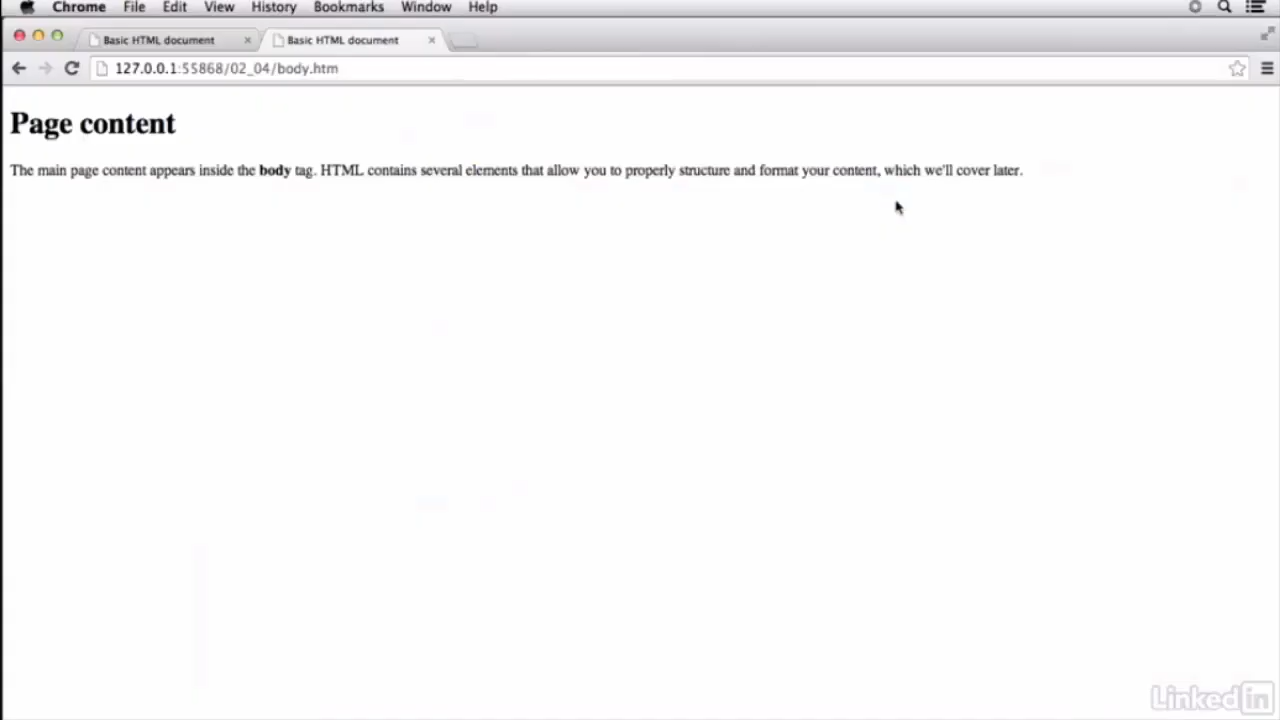 Chrome File Edit View History Bookmarks Window Help
Basic HTML document Basic HTML document
127.0.0.1:55868/02_04/body.htm
Page content
The main page content appears inside the body tag. HTML contains several elements that allow you to properly structure and format your content, which we'll cover later.
Linked in